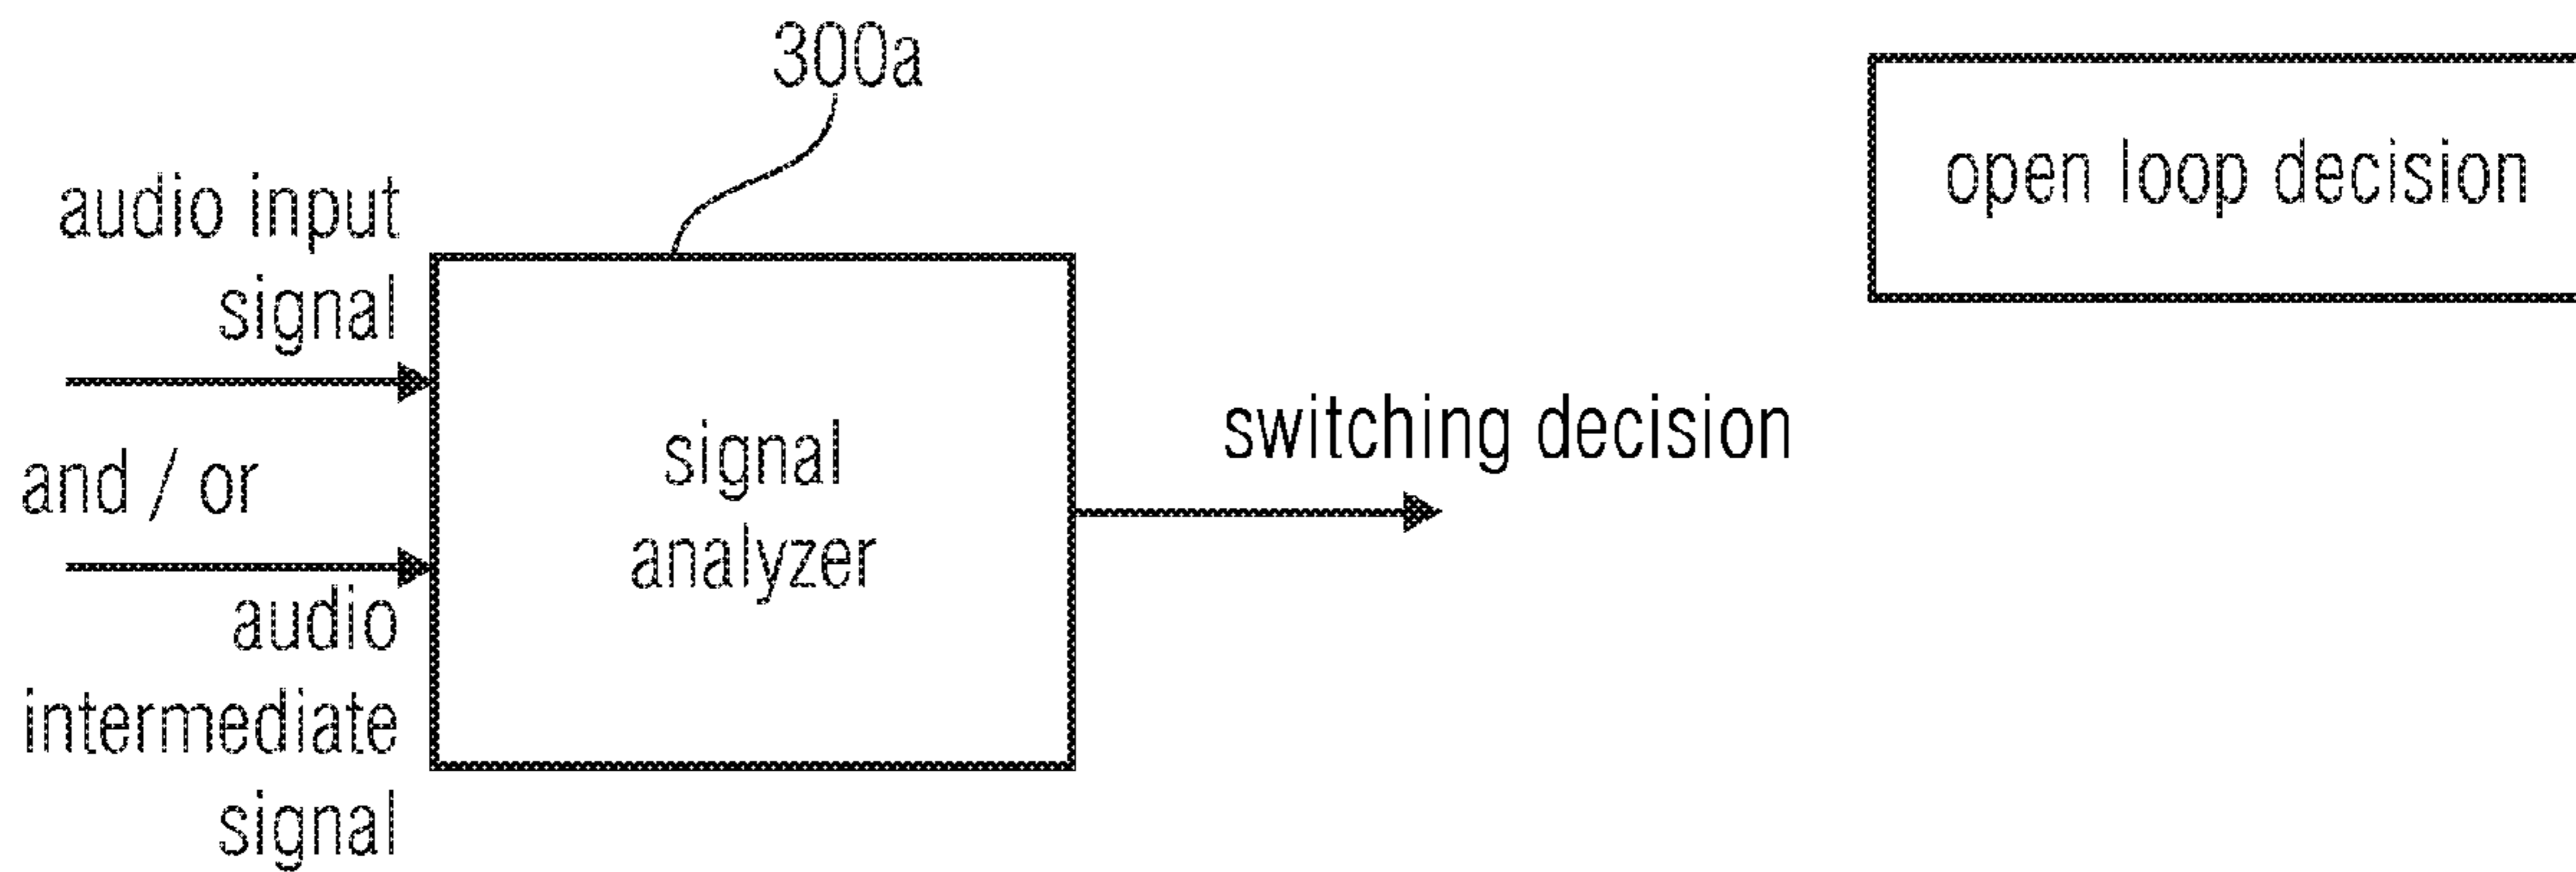 300a
open loop decision
audio input
signal
and / or
audio
intermediate
signal
signal
analyzer
switching decision